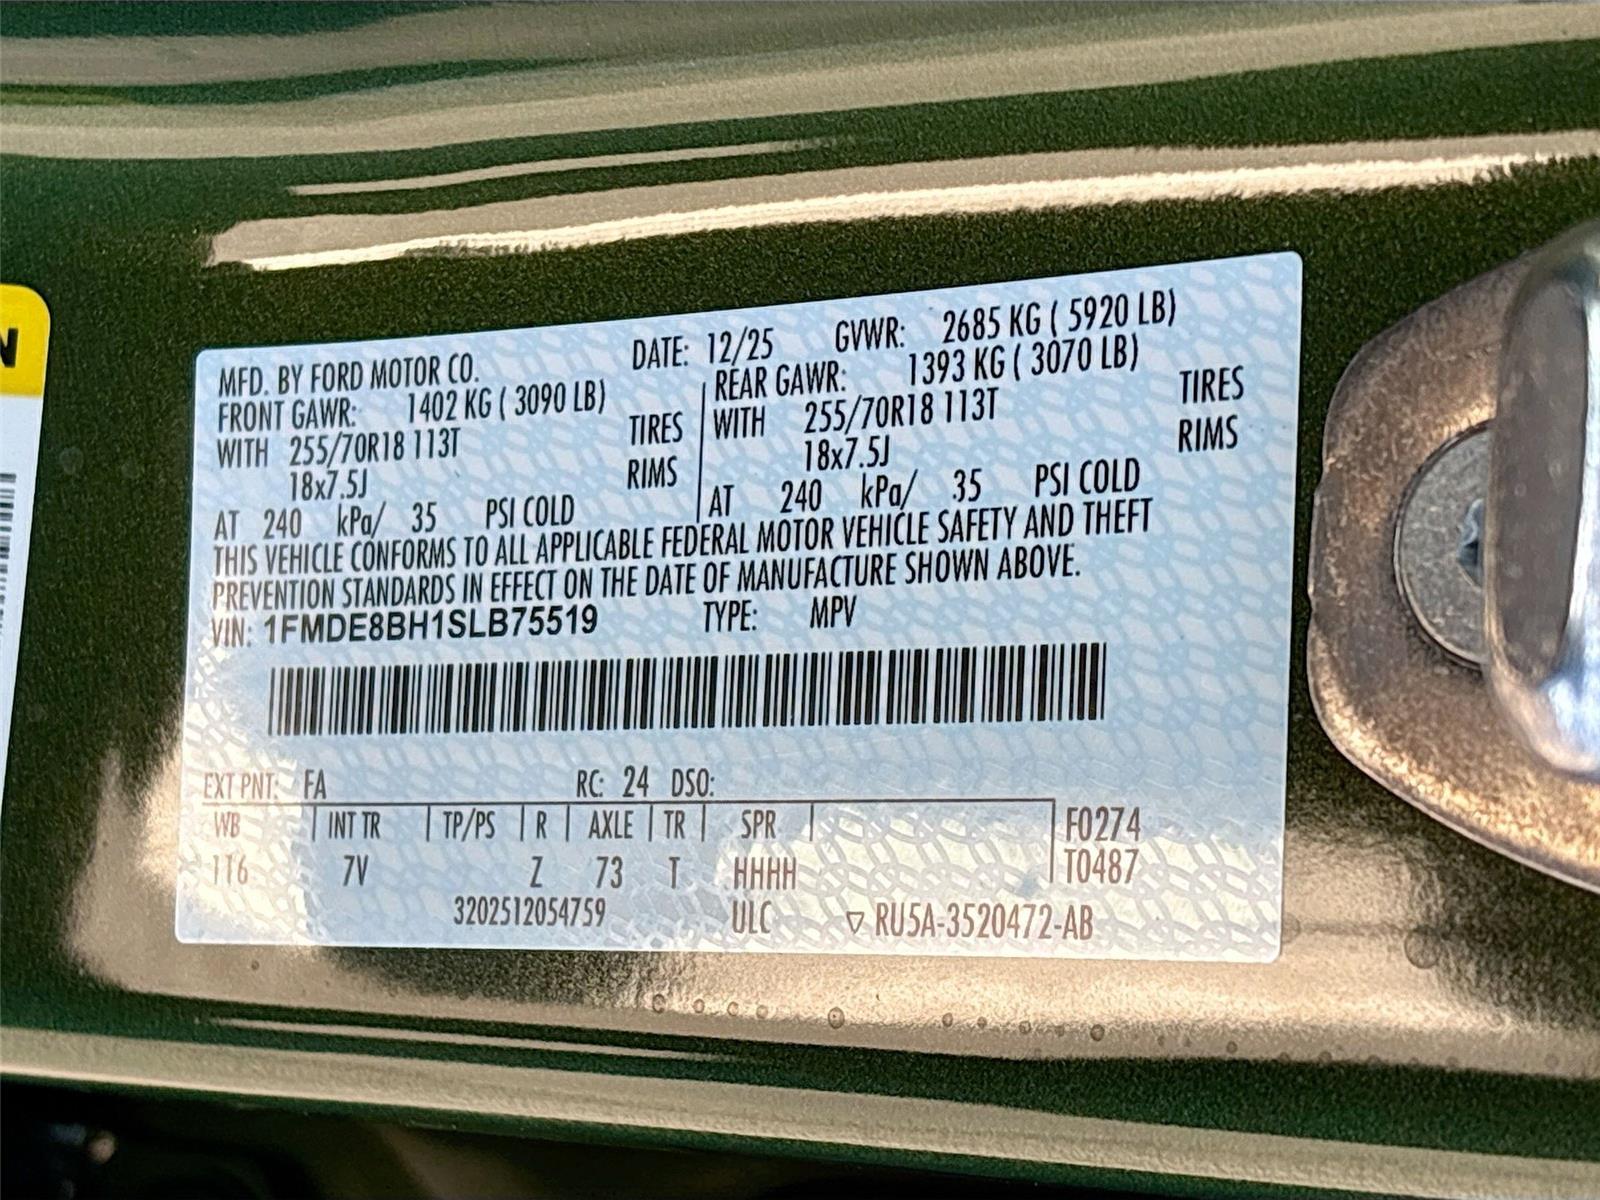 N
MFD. BY FORD MOTOR CO. DATE: 12/25 GVWR: 2685 KG ( 5920 LB)
FRONT GAWR: 1402 KG ( 3090 LB) REAR GAWR: 1393 KG ( 3070 LB)
WITH 255/70R18 113T TIRES WITH 255/70R18 113T TIRES
18x7.5J RIMS 18x7.5J RIMS
AT 240 kPa/ 35 PSI COLD AT 240 kPa/ 35 PSI COLD
THIS VEHICLE CONFORMS TO ALL APPLICABLE FEDERAL MOTOR VEHICLE SAFETY AND THEFT
PREVENTION STANDARDS IN EFFECT ON THE DATE OF MANUFACTURE SHOWN ABOVE.
VIN: 1FMDE8BH1SLB75519 TYPE: MPV
EXT PNT: FA RC: 24 DSO:
WB INT TR TP/PS R AXLE TR SPR F0274
116 7V Z 73 T HHHH T0487
3202512054759 ULC ▽ RU5A-3520472-AB